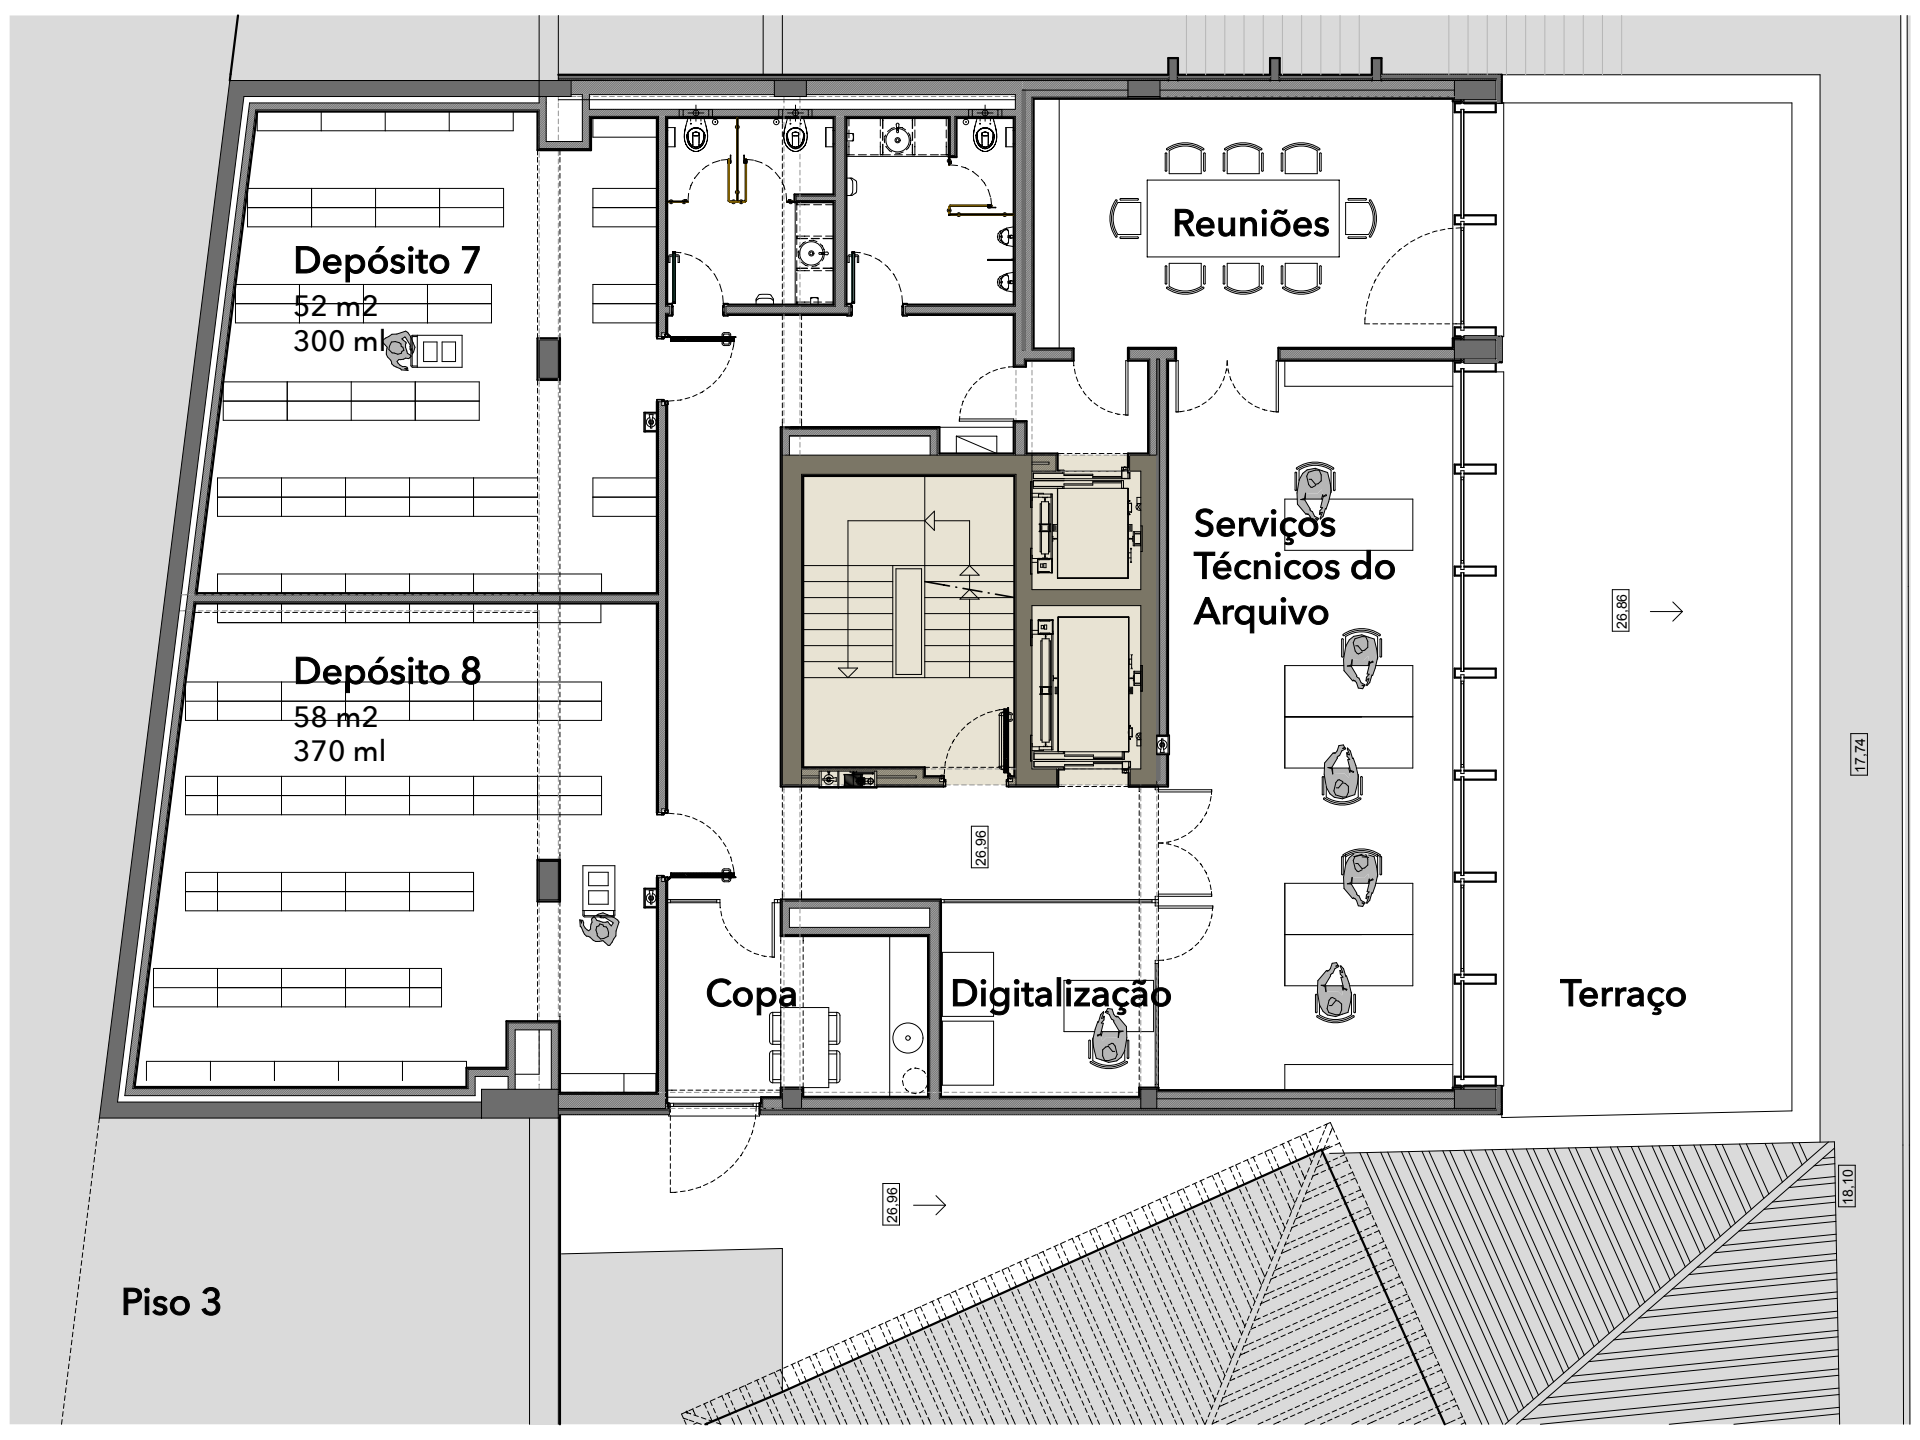 Reuniões
Depósito 7
52 m2
300 ml
Serviços
Técnicos do
Arquivo
26,86
Depósito 8
58 m2
370 ml
17,74
26,96
Copa
Digitalização
Terraço
18,10
26,96
Piso 3